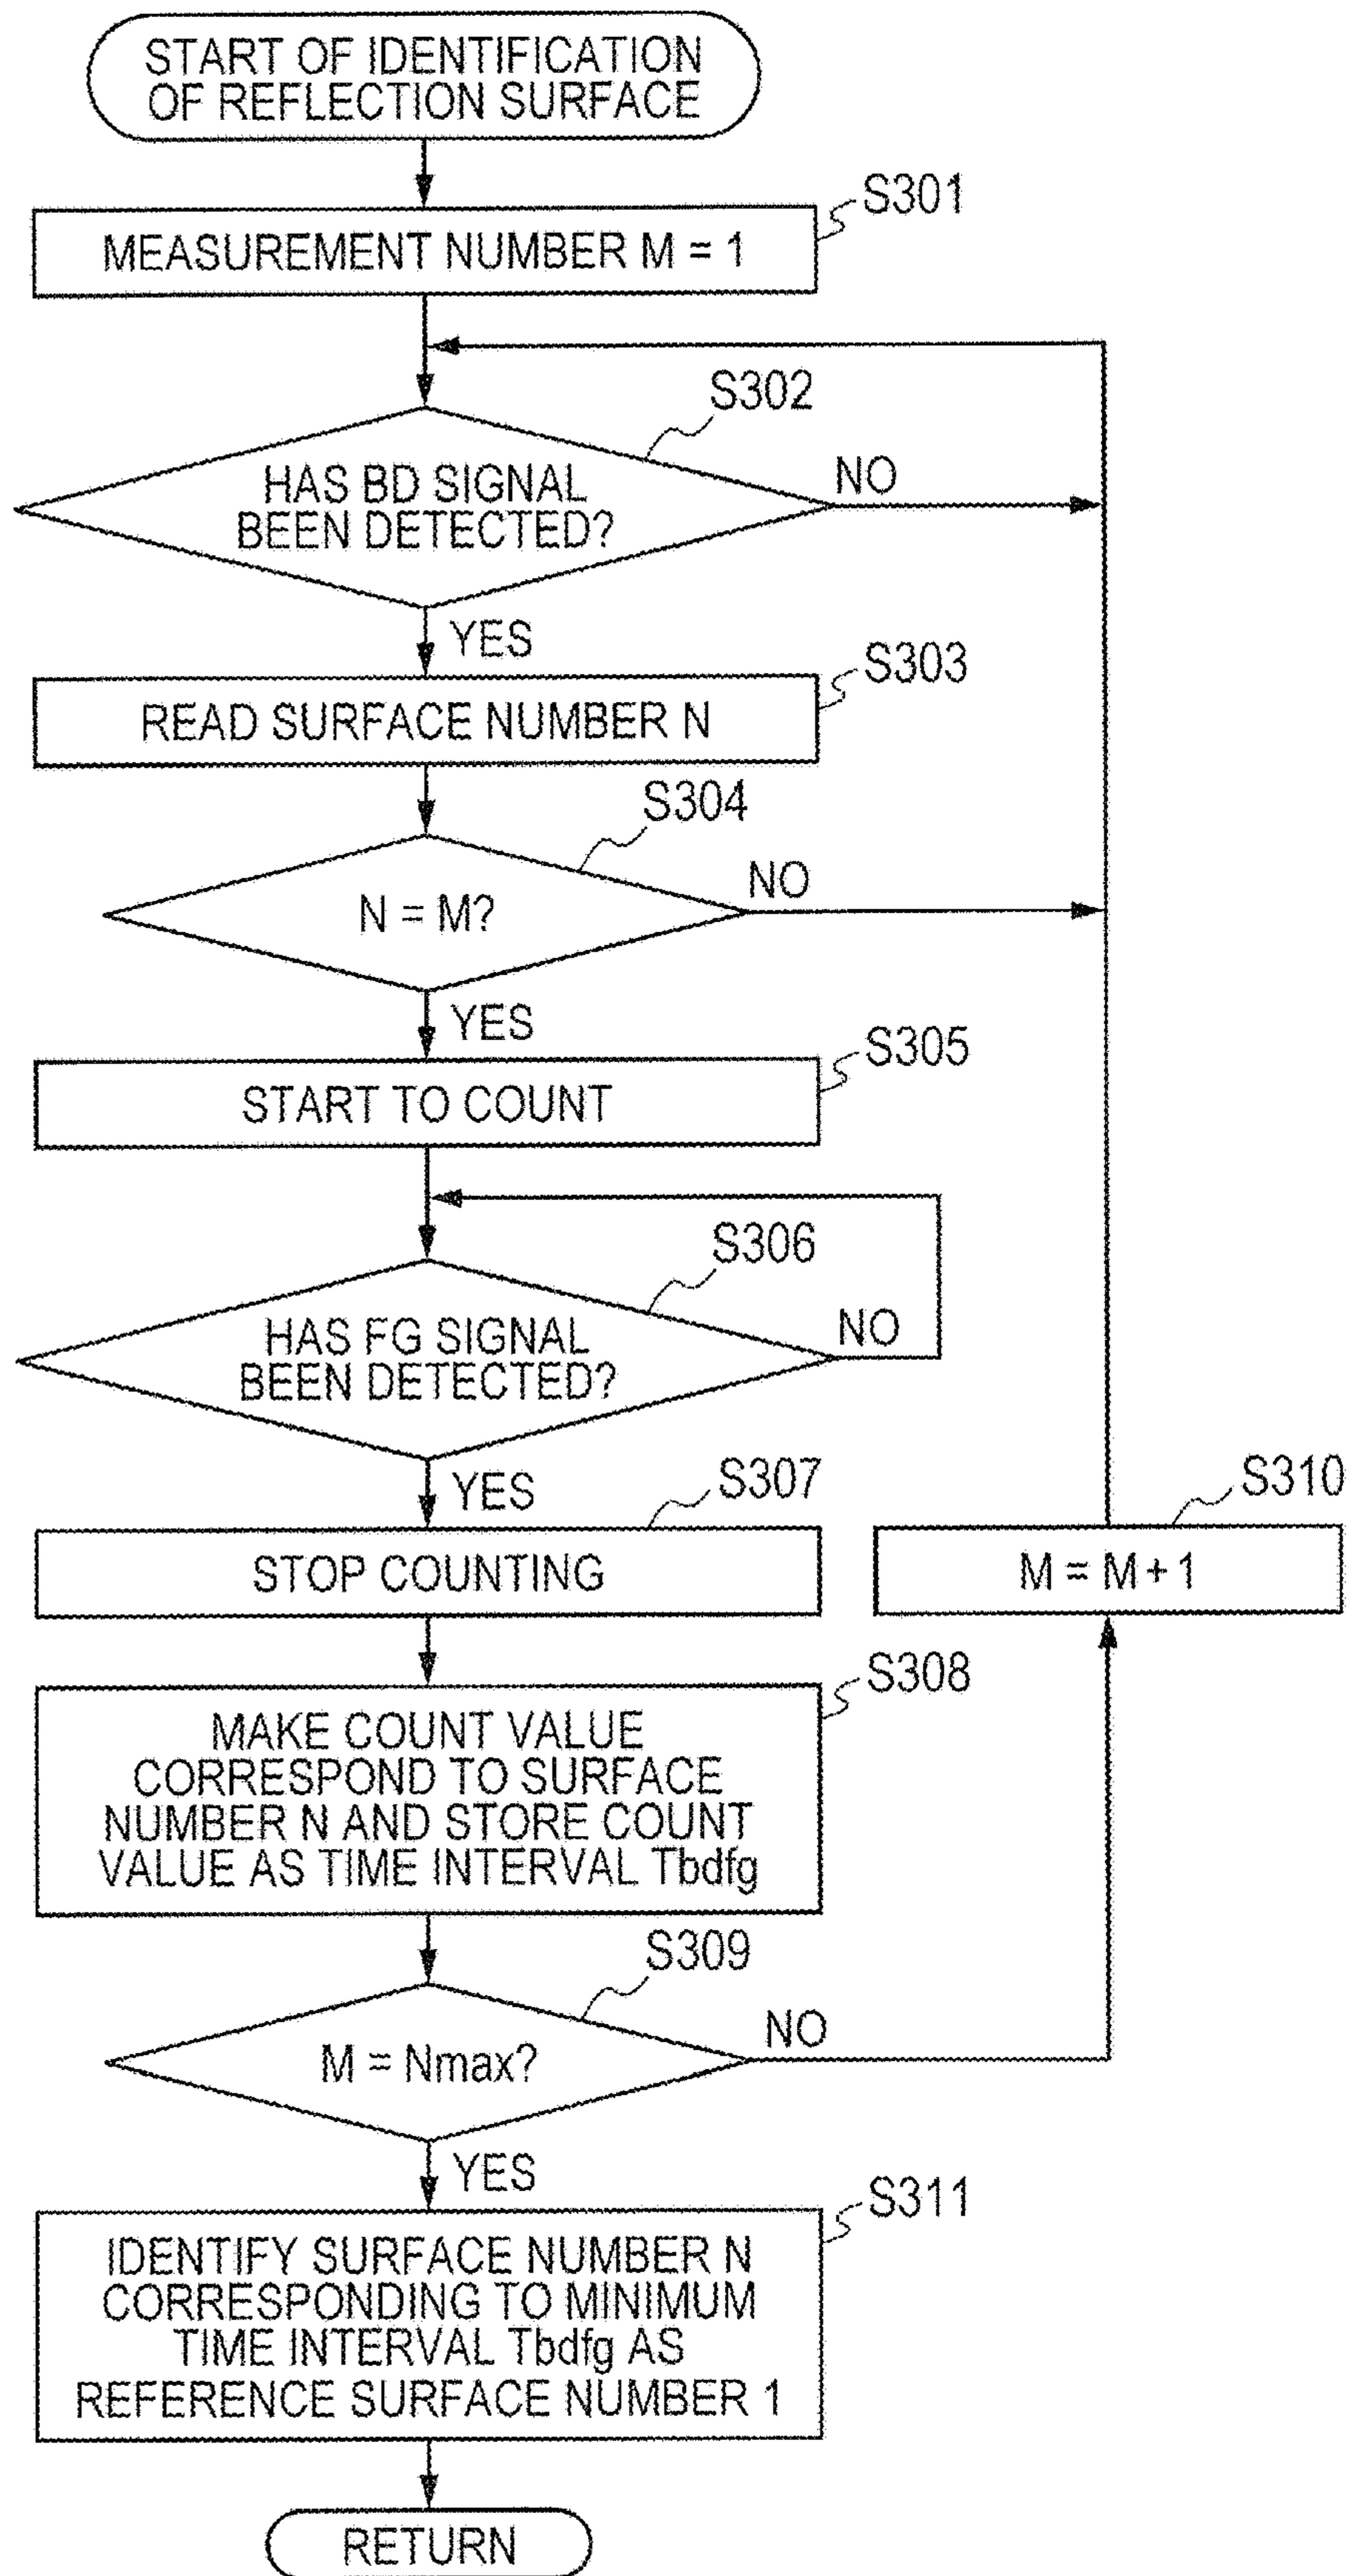 START OF IDENTIFICATION
OF REFLECTION SURFACE
S301
MEASUREMENT NUMBER M = 1
S302
HAS BD SIGNAL
BEEN DETECTED?
NO
YES
S303
READ SURFACE NUMBER N
S304
N = M?
NO
YES
S305
START TO COUNT
S306
HAS FG SIGNAL
BEEN DETECTED?
NO
YES
S307
STOP COUNTING
S310
M = M + 1
S308
MAKE COUNT VALUE
CORRESPOND TO SURFACE
NUMBER N AND STORE COUNT
VALUE AS TIME INTERVAL Tbdfg
S309
M = Nmax?
NO
YES
S311
IDENTIFY SURFACE NUMBER N
CORRESPONDING TO MINIMUM
TIME INTERVAL Tbdfg AS
REFERENCE SURFACE NUMBER 1
RETURN